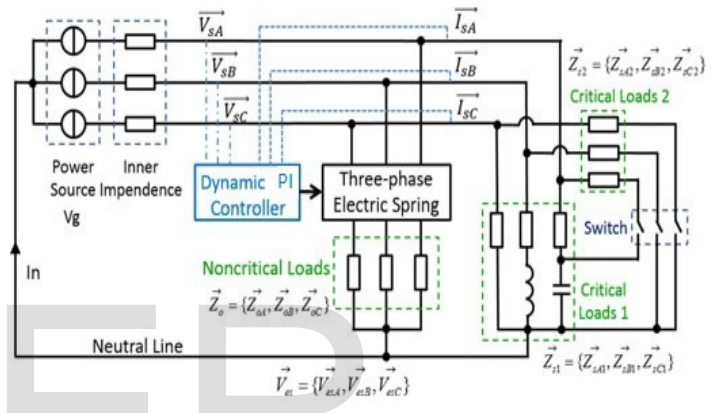 V_sA
I_sA
V_sB
I_sB
V_sC
I_sC
Z_s2 = {Z_sA2, Z_sB2, Z_sC2}
Critical Loads 2
Power
Source
Vg
Inner
Impendence
Dynamic PI
Controller
Three-phase
Electric Spring
Switch
In
Noncritical Loads
Z_o = {Z_oA, Z_oB, Z_oC}
Critical
Loads 1
Neutral Line
Z_s1 = {Z_sA1, Z_sB1, Z_sC1}
V_es = {V_esA, V_esB, V_esC}
ED